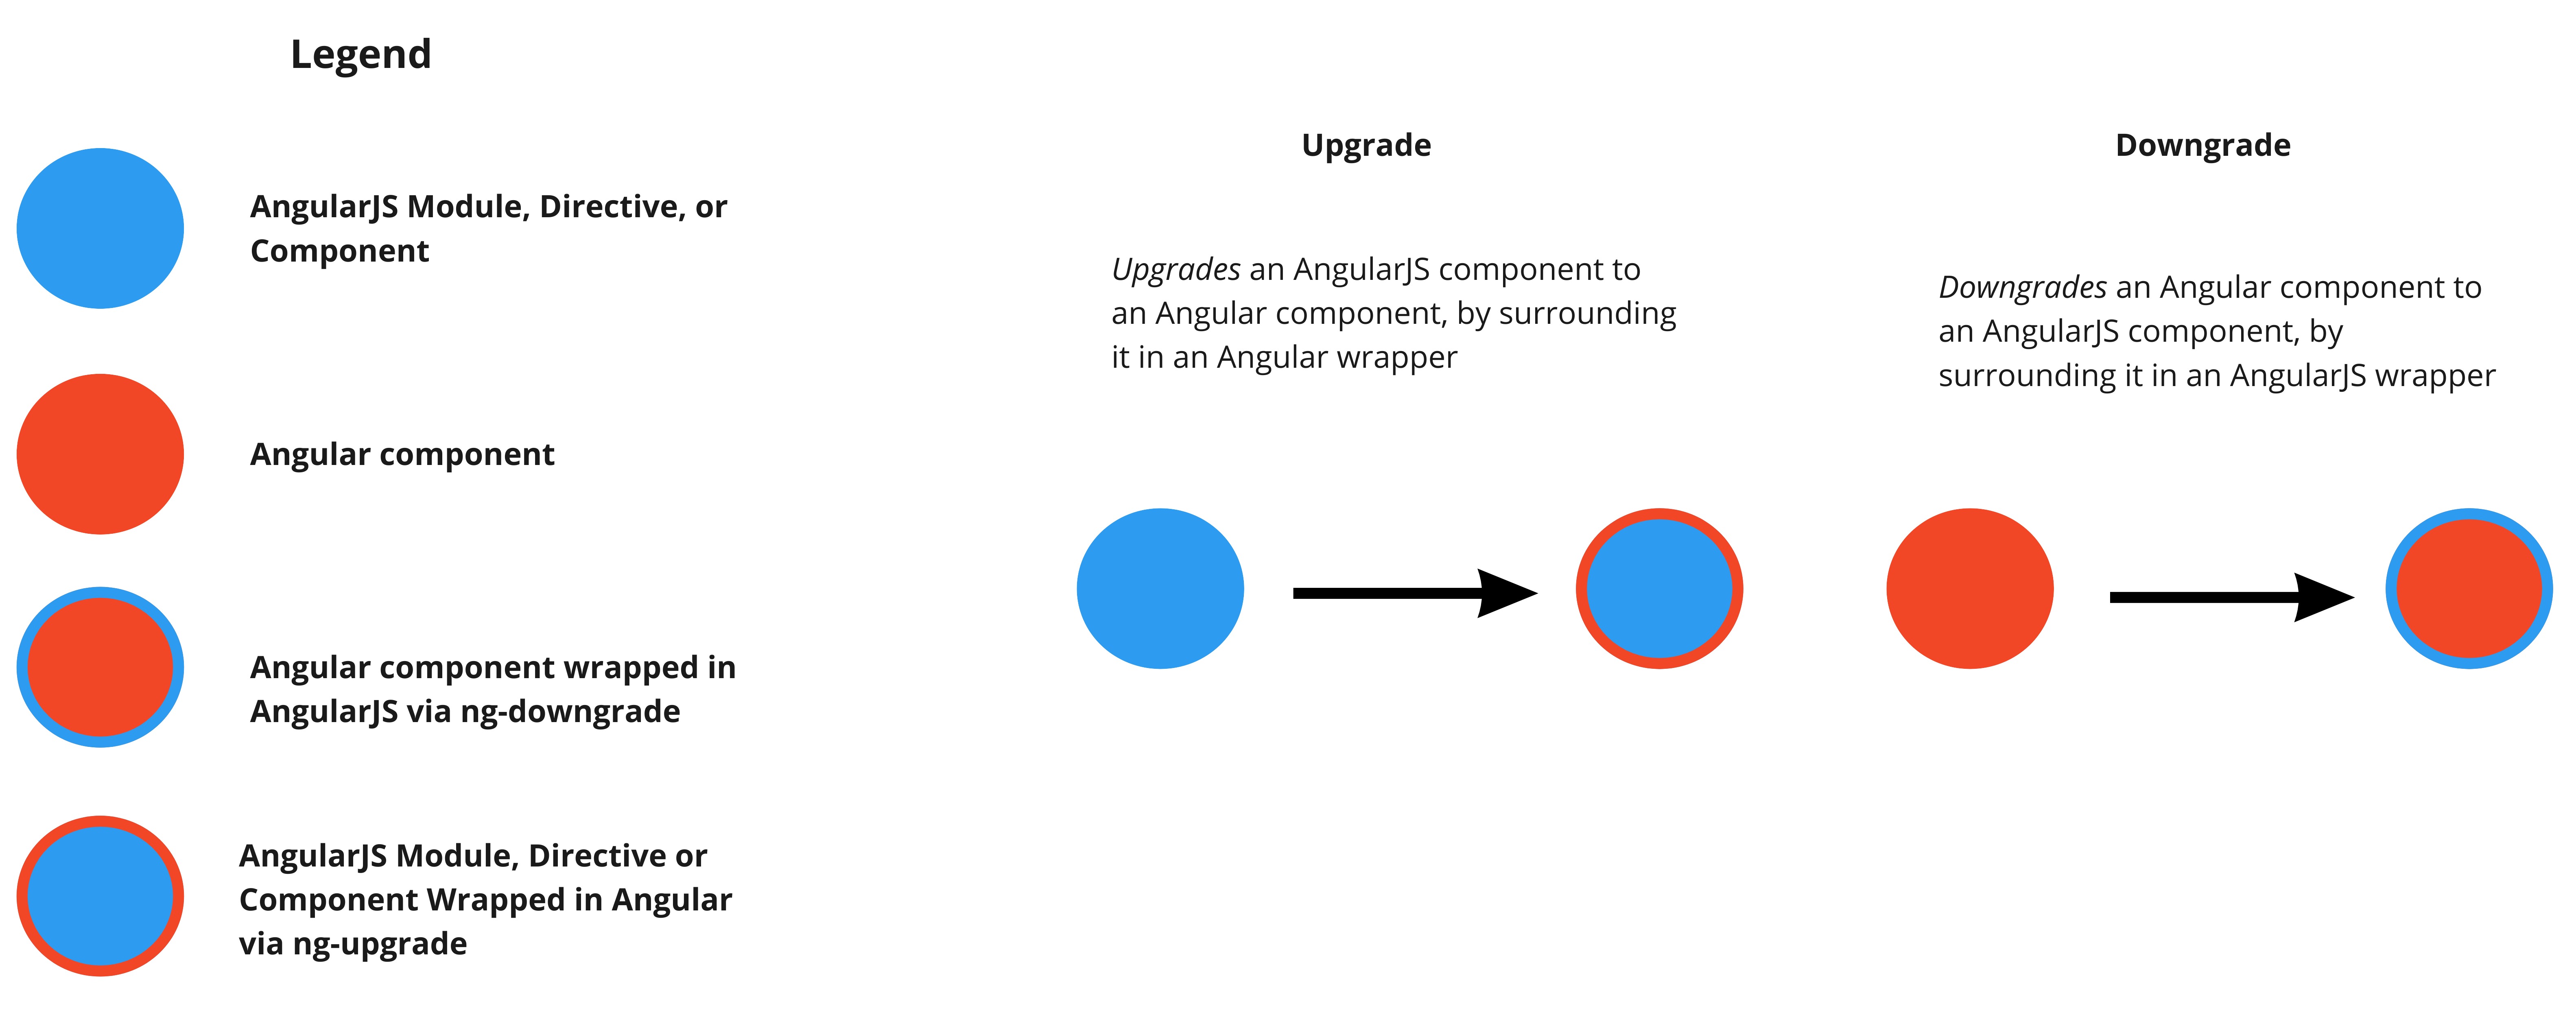 Legend
AngularJS Module, Directive, or
Component
Angular component
Angular component wrapped in
AngularJS via ng-downgrade
AngularJS Module, Directive or
Component Wrapped in Angular
via ng-upgrade
Upgrade
Upgrades an AngularJS component to
an Angular component, by surrounding
it in an Angular wrapper
Downgrade
Downgrades an Angular component to
an AngularJS component, by
surrounding it in an AngularJS wrapper